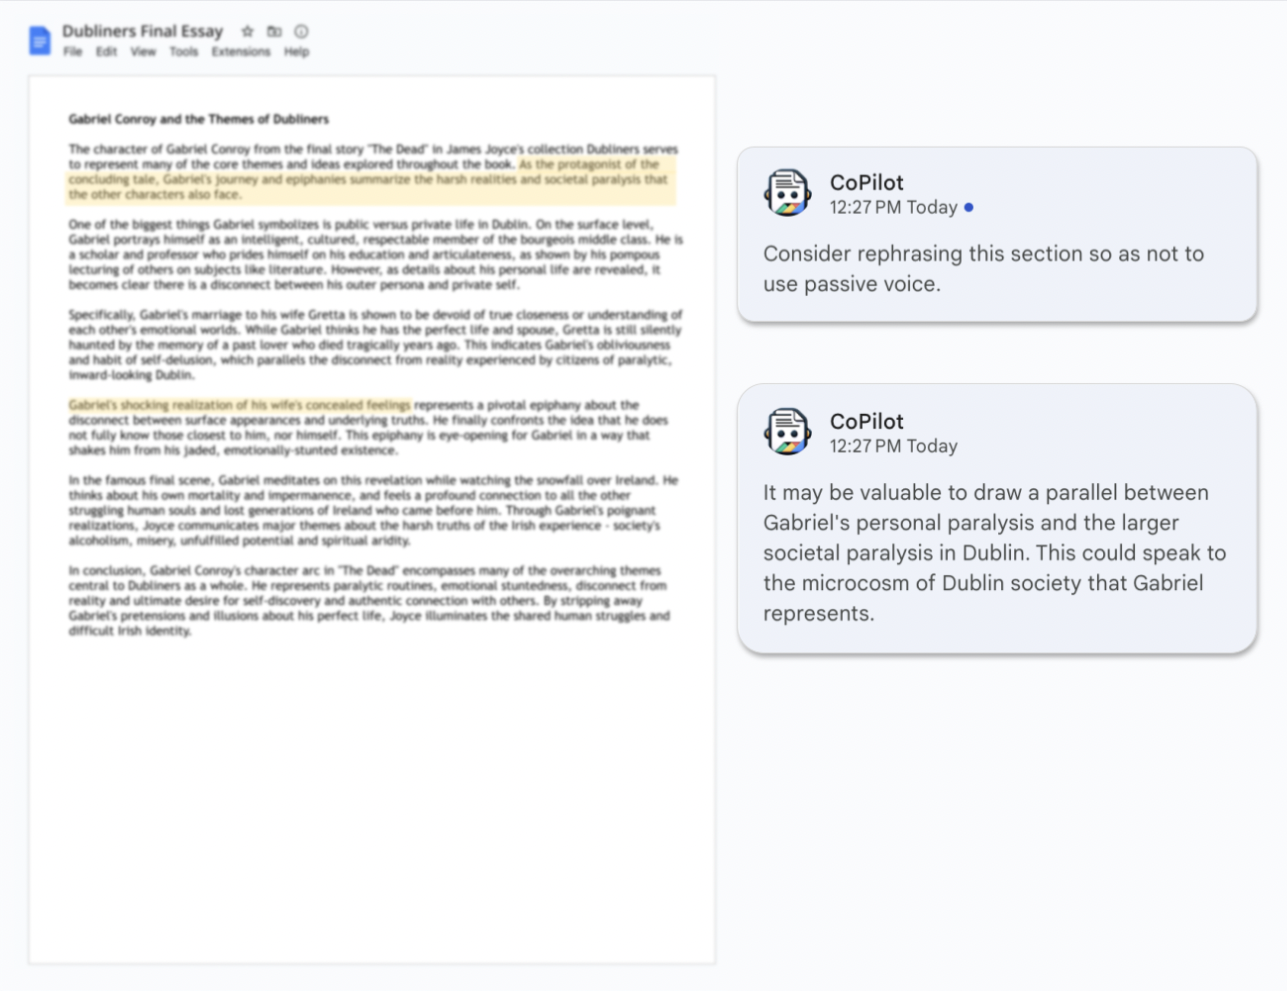 Dubliners Final Essay
File Edit View Tools Extensions Help
Gabriel Conroy and the Themes of Dubliners
The character of Gabriel Conroy from the final story "The Dead" in James Joyce's collection Dubliners serves
to represent many of the core themes and ideas explored throughout the book. As the protagonist of the
concluding tale, Gabriel's journey and epiphanies summarize the harsh realities and societal paralysis that
the other characters also face.
One of the biggest things Gabriel symbolizes is public versus private life in Dublin. On the surface level,
Gabriel portrays himself as an intelligent, cultured, respectable member of the bourgeois middle class. He is
a scholar and professor who prides himself on his education and articulateness, as shown by his pompous
lecturing of others on subjects like literature. However, as details about his personal life are revealed, it
becomes clear there is a disconnect between his outer persona and private self.
Specifically, Gabriel's marriage to his wife Gretta is shown to be devoid of true closeness or understanding of
each other's emotional worlds. While Gabriel thinks he has the perfect life and spouse, Gretta is still silently
haunted by the memory of a past lover who died tragically years ago. This indicates Gabriel's obliviousness
and habit of self-delusion, which parallels the disconnect from reality experienced by citizens of paralytic,
inward-looking Dublin.
Gabriel's shocking realization of his wife's concealed feelings represents a pivotal epiphany about the
disconnect between surface appearances and underlying truths. He finally confronts the idea that he does
not fully know those closest to him, nor himself. This epiphany is eye-opening for Gabriel in a way that
shakes him from his jaded, emotionally-stunted existence.
In the famous final scene, Gabriel meditates on this revelation while watching the snowfall over Ireland. He
thinks about his own mortality and impermanence, and feels a profound connection to all the other
struggling human souls and lost generations of Ireland who came before him. Through Gabriel's poignant
realizations, Joyce communicates major themes about the harsh truths of the Irish experience - society's
alcoholism, misery, unfulfilled potential and spiritual aridity.
In conclusion, Gabriel Conroy's character arc in "The Dead" encompasses many of the overarching themes
central to Dubliners as a whole. He represents paralytic routines, emotional stuntedness, disconnect from
reality and ultimate desire for self-discovery and authentic connection with others. By stripping away
Gabriel's pretensions and illusions about his perfect life, Joyce illuminates the shared human struggles and
difficult Irish identity.
CoPilot
12:27 PM Today
Consider rephrasing this section so as not to
use passive voice.
CoPilot
12:27 PM Today
It may be valuable to draw a parallel between
Gabriel's personal paralysis and the larger
societal paralysis in Dublin. This could speak to
the microcosm of Dublin society that Gabriel
represents.